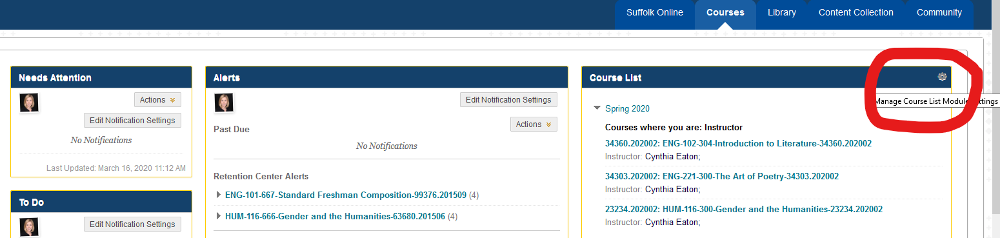 Suffolk Online
Courses
Library
Content Collection
Community
Needs Attention
Actions
Edit Notification Settings
No Notifications
Last Updated: March 16, 2020 11:12 AM
To Do
Edit Notification Settings
Alerts
Edit Notification Settings
Actions
Past Due
No Notifications
Retention Center Alerts
ENG-101-667-Standard Freshman Composition-99376.201509 (4)
HUM-116-666-Gender and the Humanities-63680.201506 (4)
Course List
Manage Course List Module Settings
Spring 2020
Courses where you are: Instructor
34360.202002: ENG-102-304-Introduction to Literature-34360.202002
Instructor: Cynthia Eaton;
34303.202002: ENG-221-300-The Art of Poetry-34303.202002
Instructor: Cynthia Eaton;
23234.202002: HUM-116-300-Gender and the Humanities-23234.202002
Instructor: Cynthia Eaton;